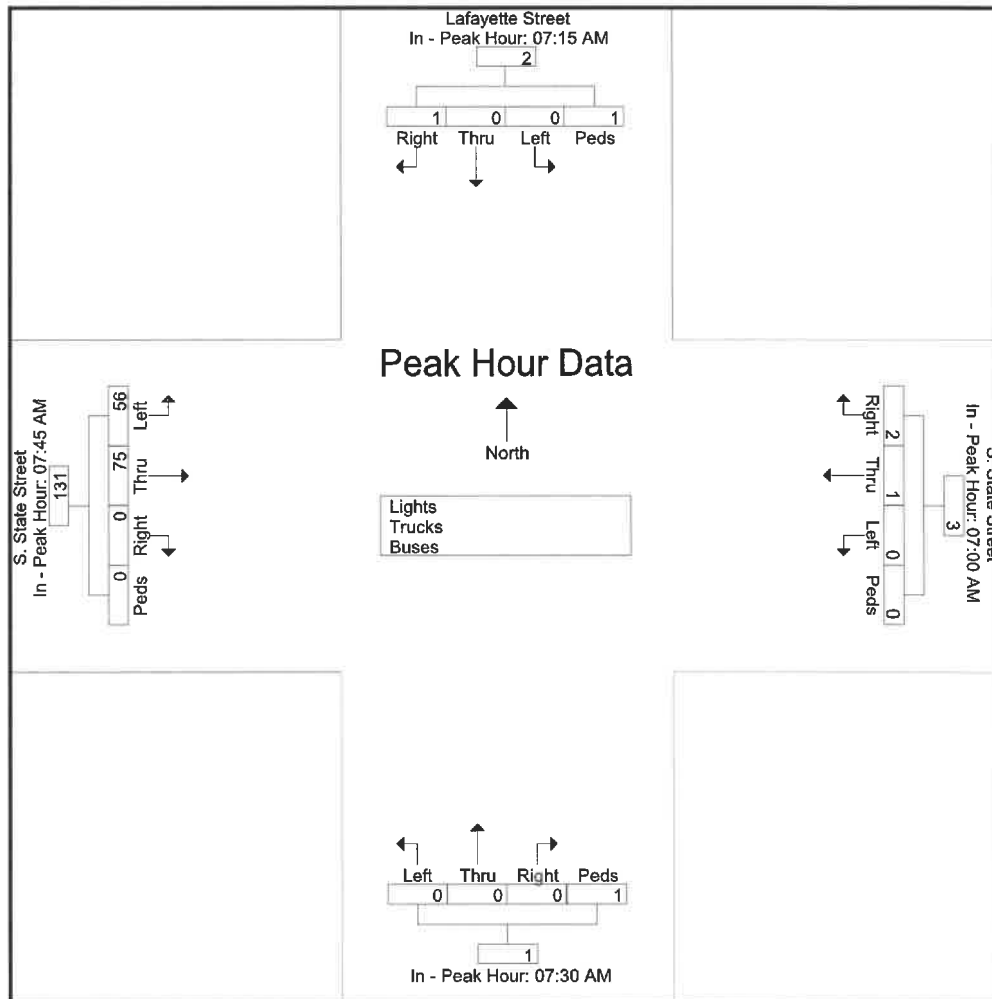 Lafayette Street
In - Peak Hour: 07:15 AM
2
1 0 0 1
Right Thru Left Peds
Peak Hour Data
North
Lights
Trucks
Buses
S. State Street
In - Peak Hour: 07:45 AM
131
56 75 0 0
Left Thru Right Peds
S. State Street
In - Peak Hour: 07:00 AM
3
2 1 0 0
Right Thru Left Peds
Left Thru Right Peds
0 0 0 1
1
In - Peak Hour: 07:30 AM